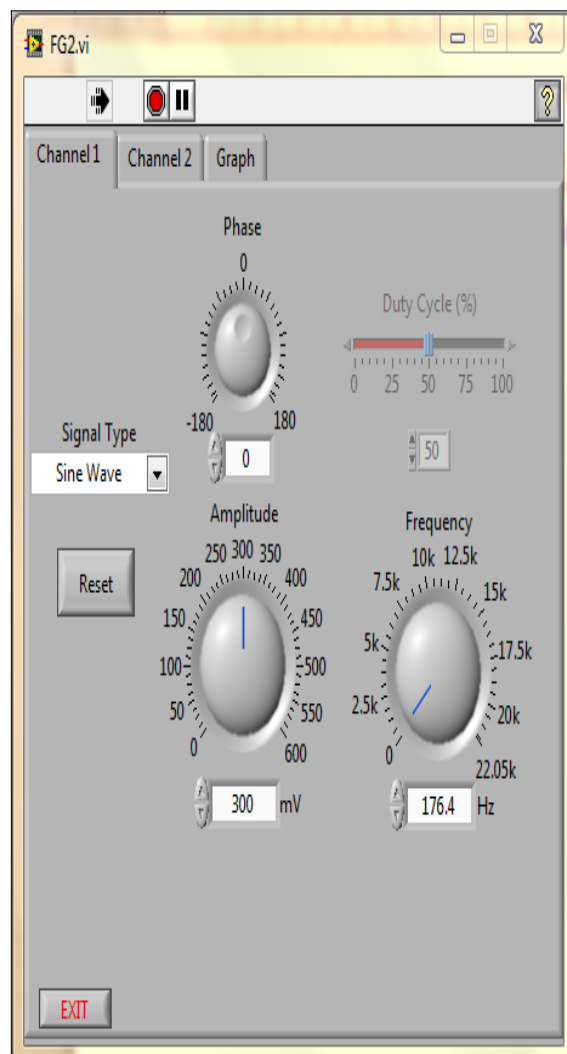 FG2.vi
?
Channel 1 Channel 2 Graph
Phase
0
-180 180
0
Duty Cycle (%)
0 25 50 75 100
50
Signal Type
Sine Wave
Reset
Amplitude
0 50 100 150 200 250 300 350 400 450 500 550 600
300 mV
Frequency
0 2.5k 5k 7.5k 10k 12.5k 15k 17.5k 20k 22.05k
176.4 Hz
EXIT